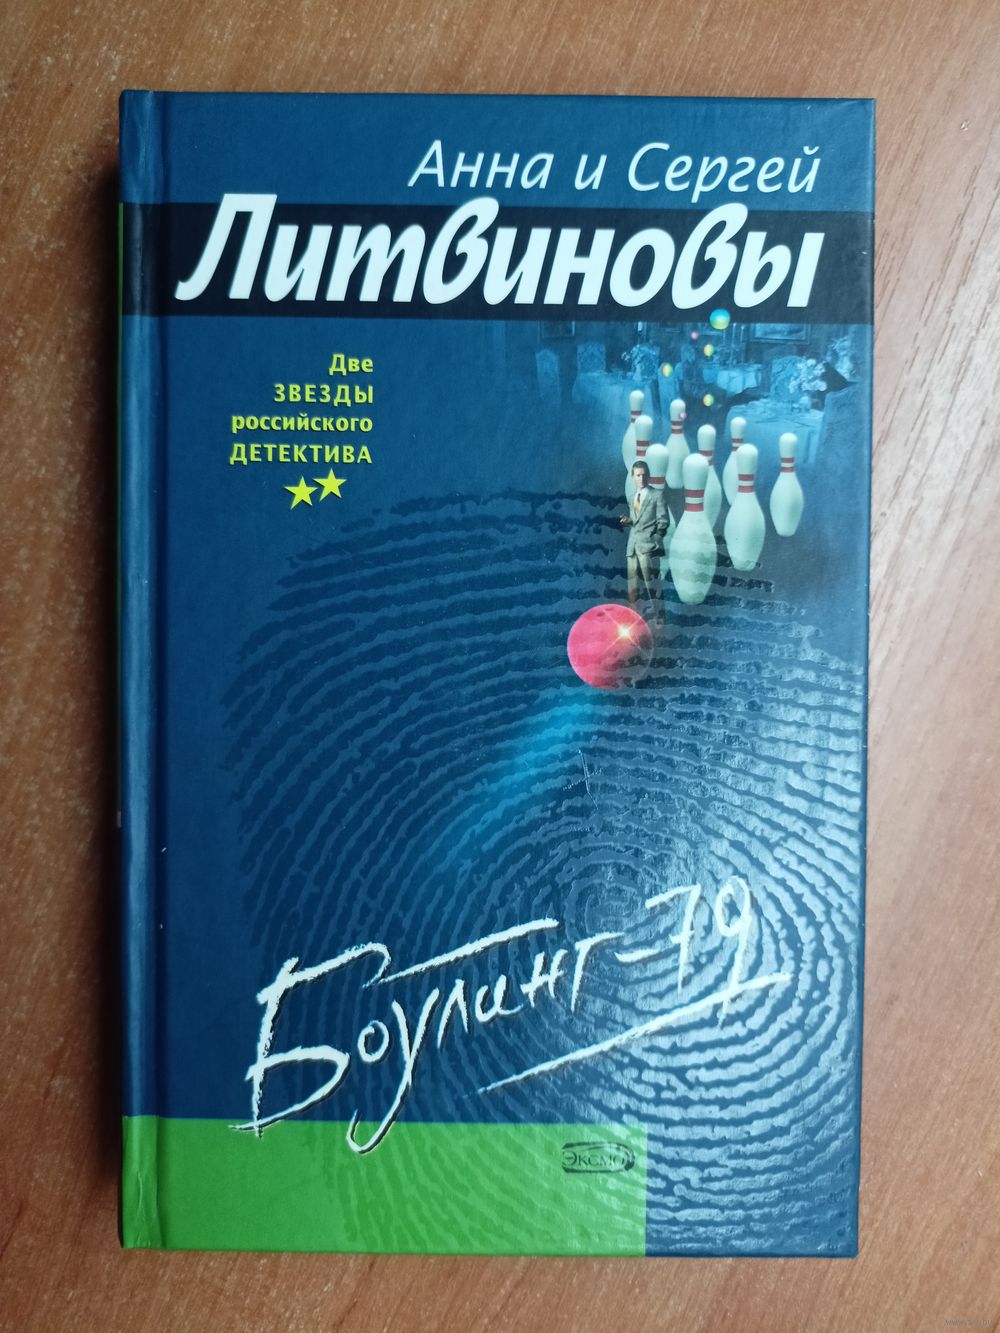 Анна и Сергей
Литвиновы
Две
ЗВЕЗДЫ
российского
ДЕТЕКТИВА
Боулинг-79
ЭКСМО